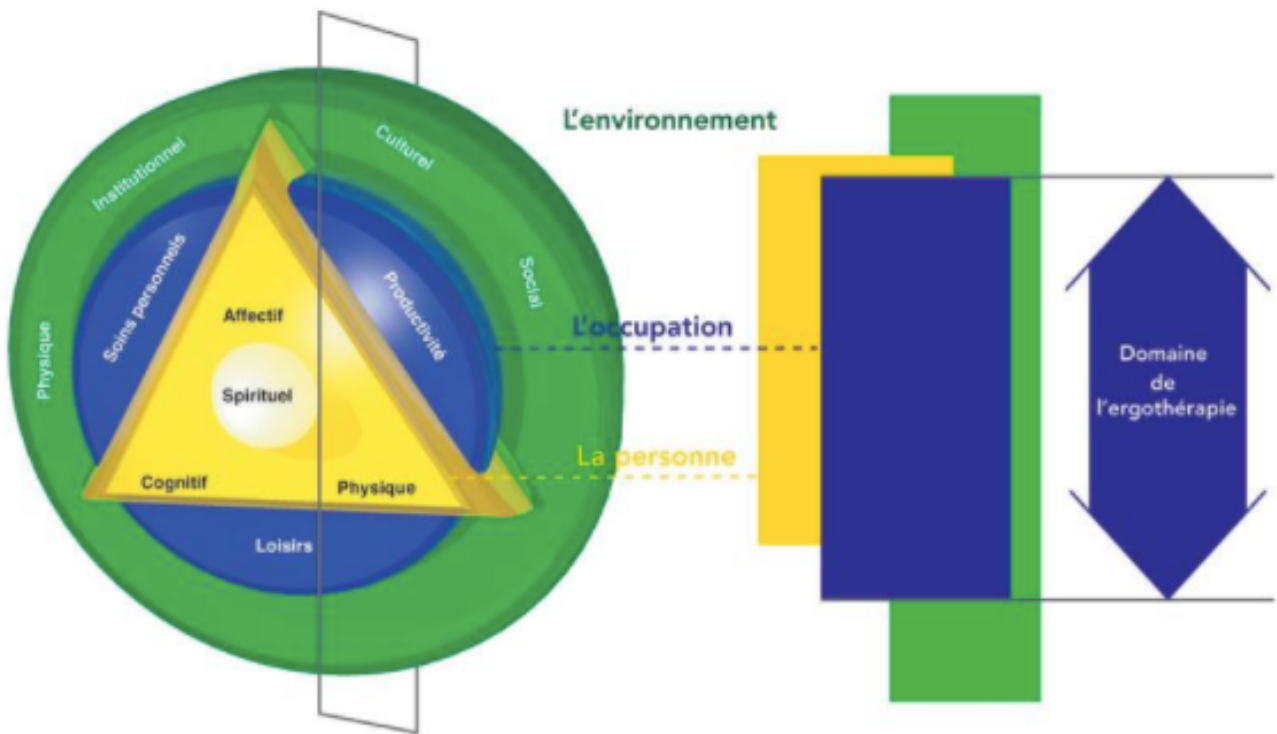 L'environnement
Institutionnel
Culturel
Physique
Soins personnels
Productivité
Social
Affectif
Spirituel
Cognitif
Physique
Loisirs
L'occupation
La personne
Domaine
de
l'ergothérapie